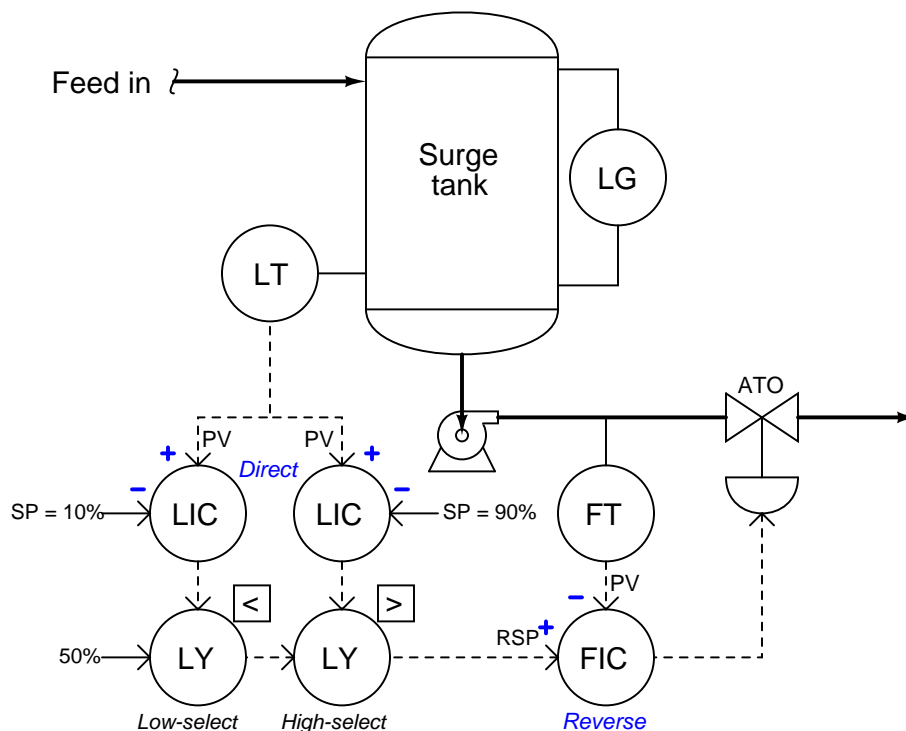 Feed in
Surge
tank
LG
LT
ATO
PV
PV
+
+
Direct
−
−
SP = 10%
LIC
LIC
SP = 90%
FT
PV
<
>
−
+
RSP
50%
LY
LY
FIC
Low-select
High-select
Reverse